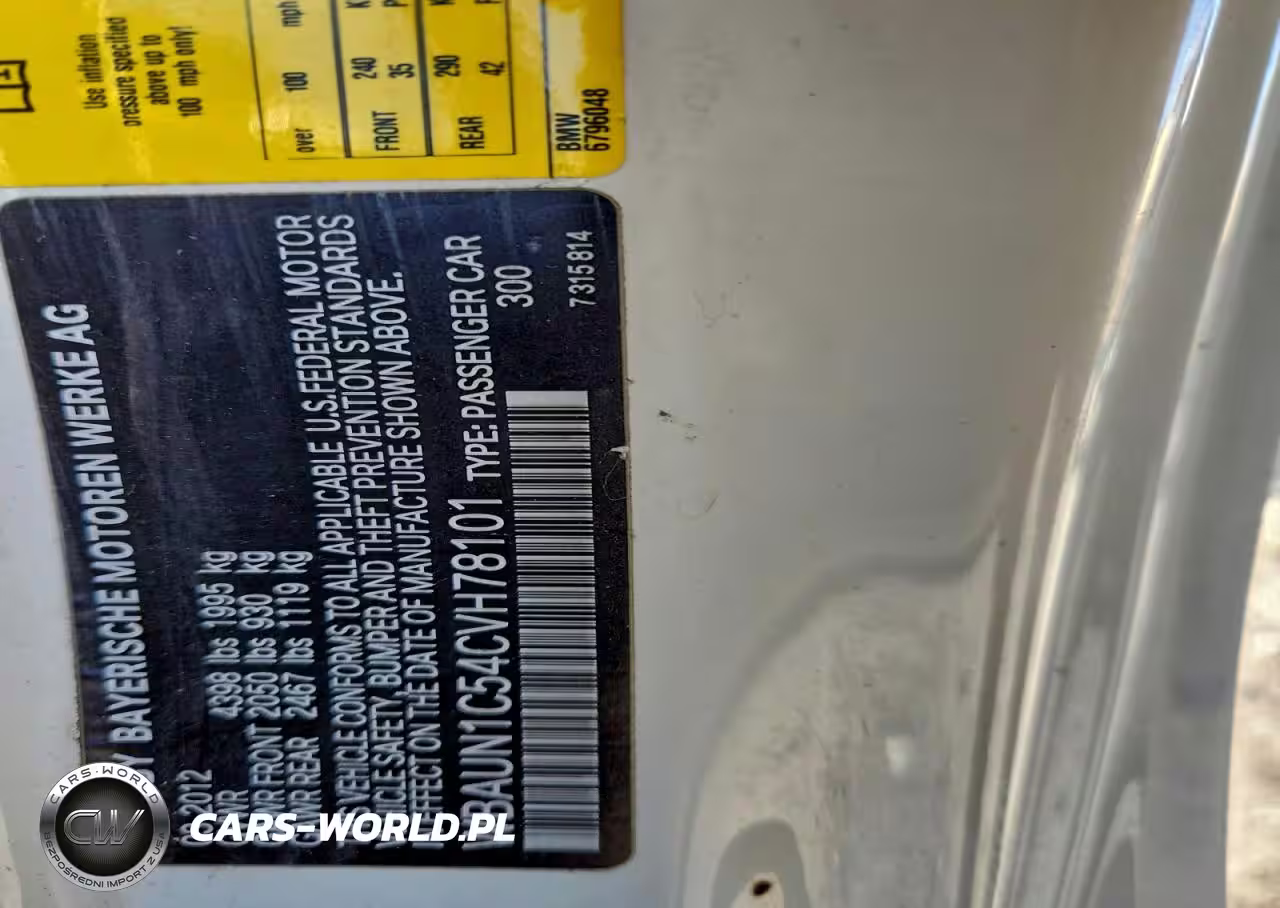 Use inflation
pressure specified
above up to
100 mph only!
over 100 mph
FRONT 240
35
REAR 290
42
BMW
6796048
BY BAYERISCHE MOTOREN WERKE AG
2012
4398 lbs 1995 kg
FRONT 2050 lbs 930 kg
REAR 2467 lbs 1119 kg
VEHICLE CONFORMS TO ALL APPLICABLE U.S.FEDERAL MOTOR
VEHICLE SAFETY, BUMPER AND THEFT PREVENTION STANDARDS
EFFECT ON THE DATE OF MANUFACTURE SHOWN ABOVE.
WBAUN1C54CVH78101 TYPE: PASSENGER CAR
300
7315814
CARS-WORLD
CW
BEZPOŚREDNI IMPORT Z USA
CARS-WORLD.PL